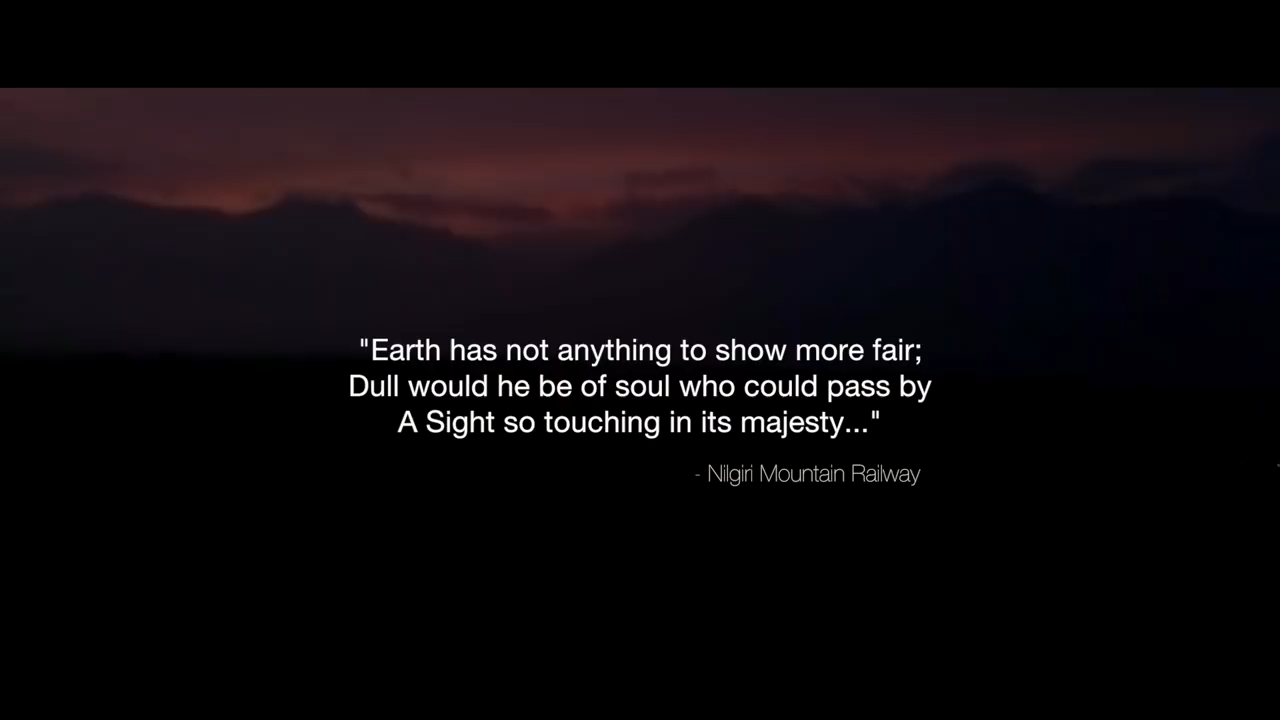 "Earth has not anything to show more fair;
Dull would he be of soul who could pass by
A Sight so touching in its majesty..."
- Nilgiri Mountain Railway